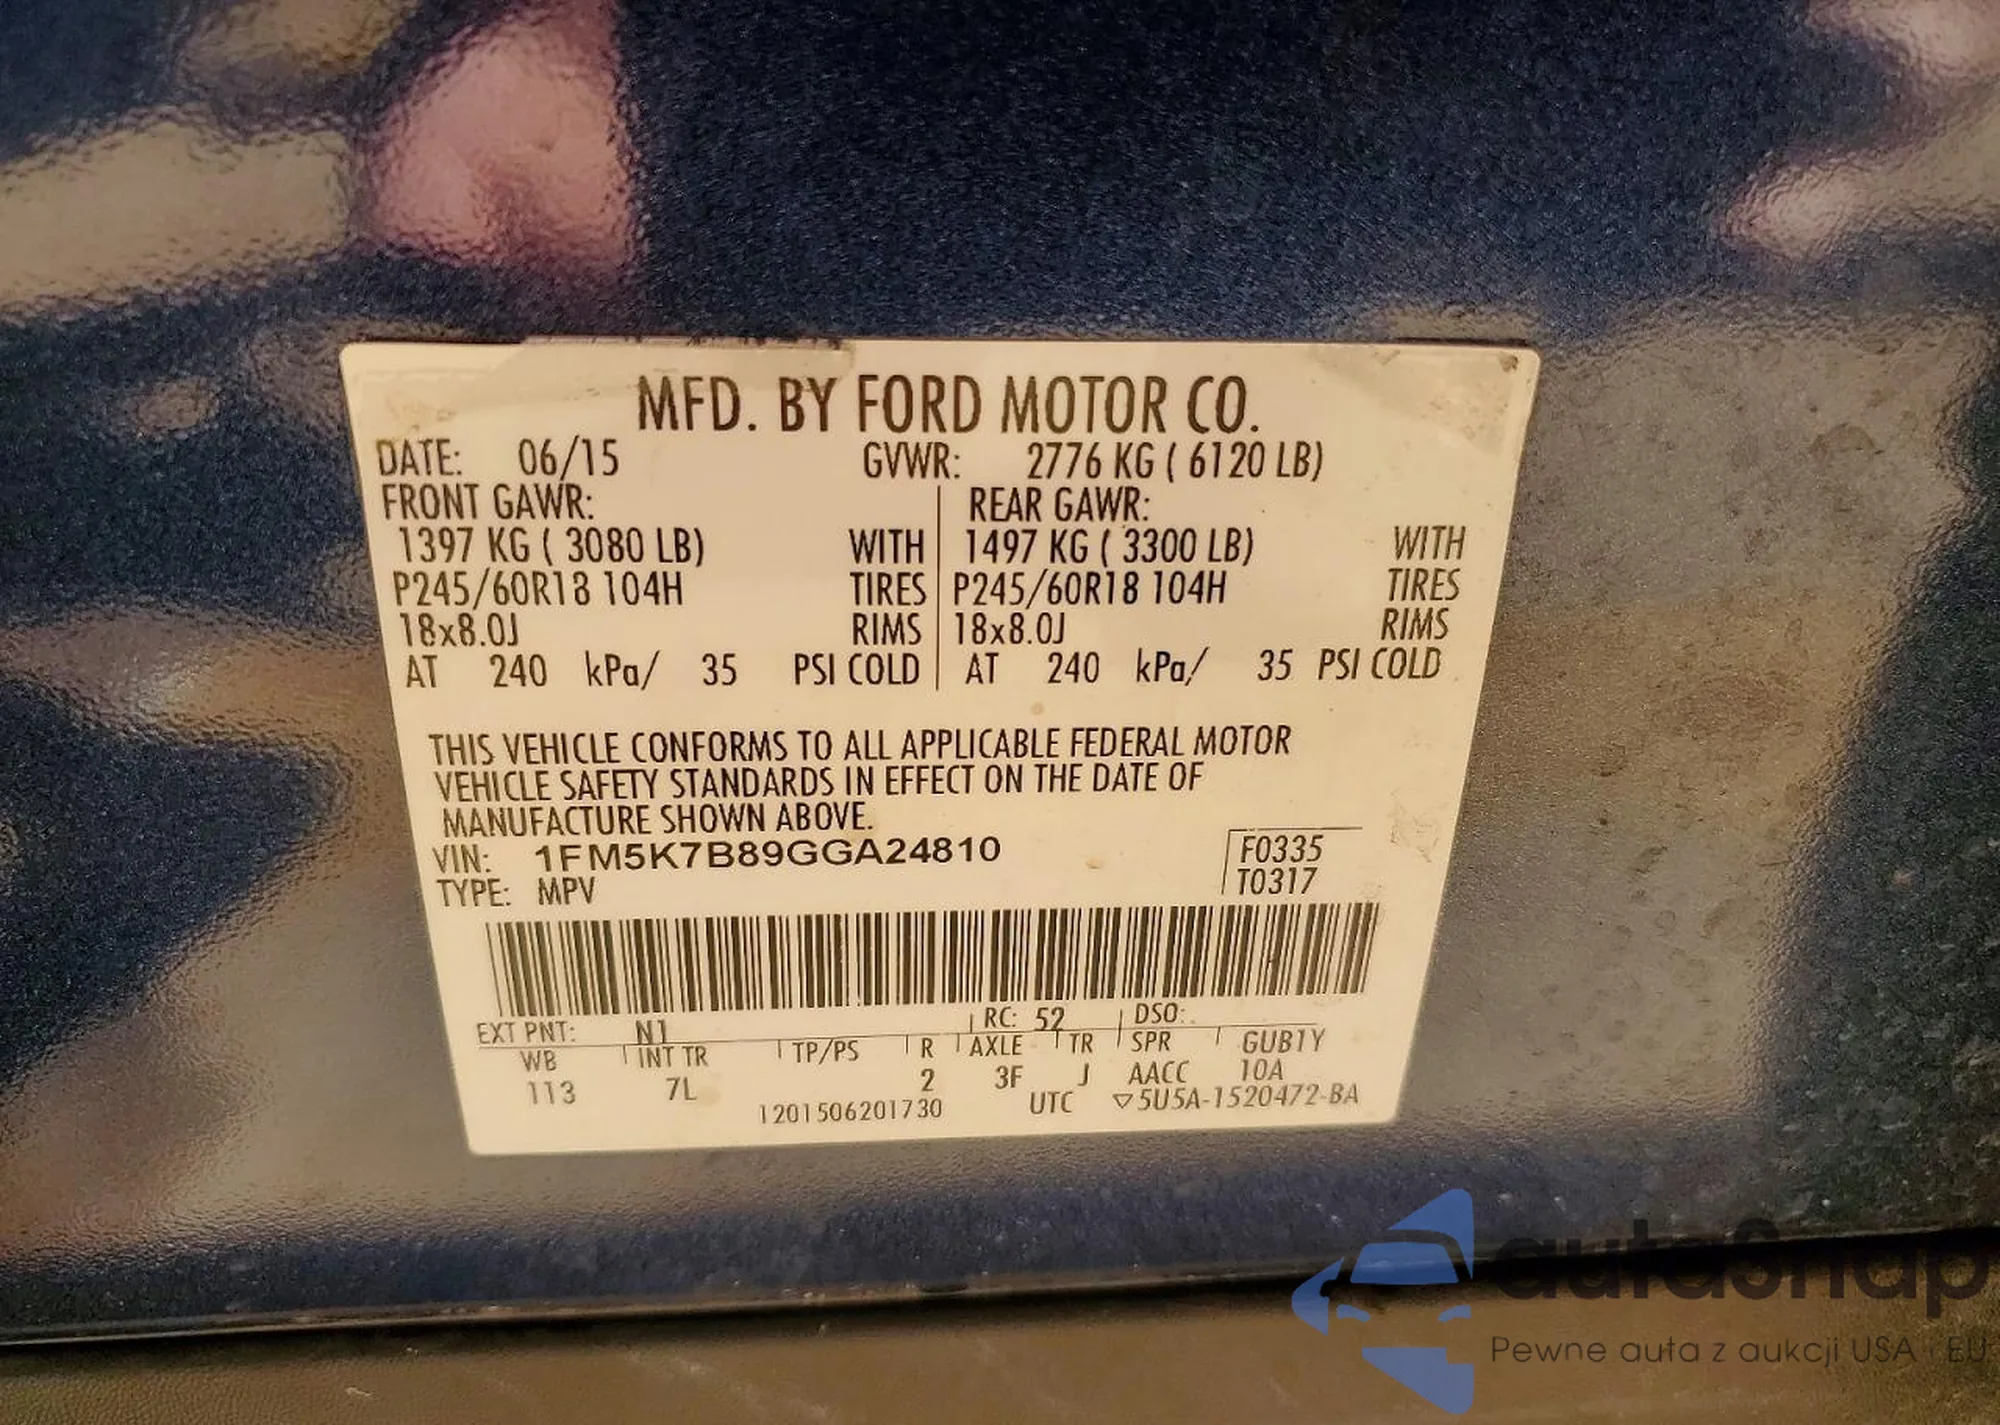 MFD. BY FORD MOTOR CO.
DATE: 06/15 GVWR: 2776 KG ( 6120 LB)
FRONT GAWR: REAR GAWR:
1397 KG ( 3080 LB) WITH 1497 KG ( 3300 LB) WITH
P245/60R18 104H TIRES P245/60R18 104H TIRES
18x8.0J RIMS 18x8.0J RIMS
AT 240 kPa/ 35 PSI COLD AT 240 kPa/ 35 PSI COLD
THIS VEHICLE CONFORMS TO ALL APPLICABLE FEDERAL MOTOR
VEHICLE SAFETY STANDARDS IN EFFECT ON THE DATE OF
MANUFACTURE SHOWN ABOVE.
VIN: 1FM5K7B89GGA24810 F0335
TYPE: MPV T0317
EXT PNT: N1 RC: 52 DSO:
WB INT TR TP/PS R AXLE TR SPR GUB1Y
113 7L 2 3F J AACC 10A
1201506201730 UTC ▽5U5A-1520472-BA
autoSnap
Pewne auta z aukcji USA i EU